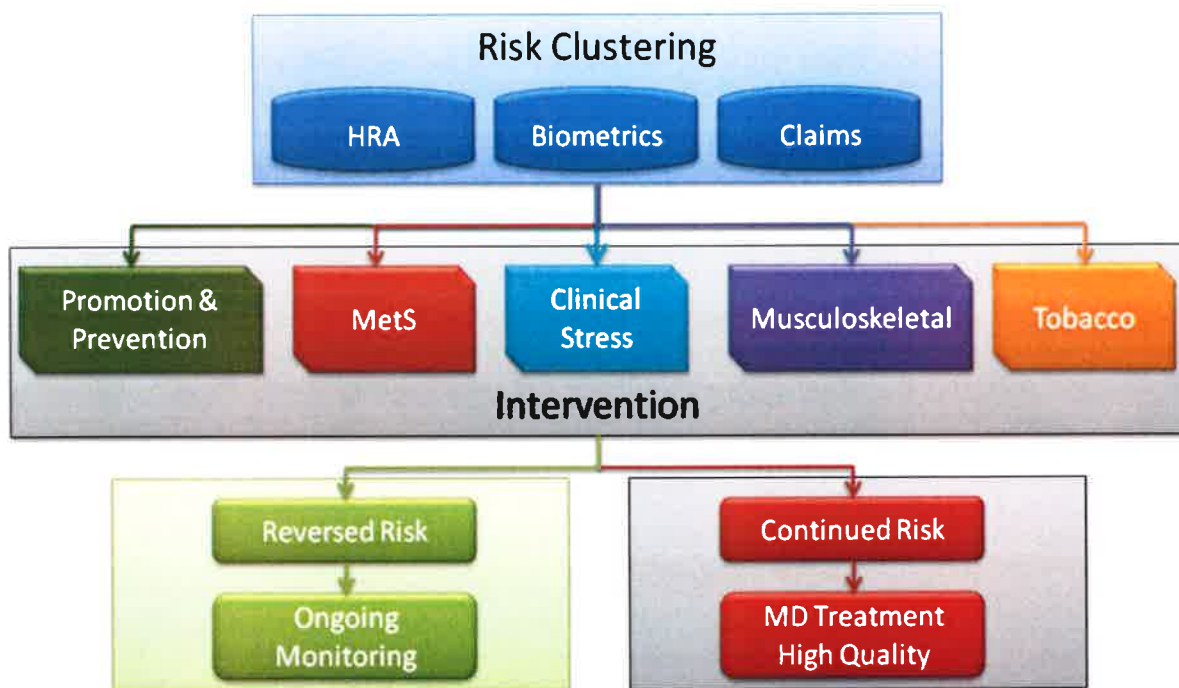 Risk Clustering
HRA
Biometrics
Claims
Promotion &
Prevention
MetS
Clinical
Stress
Musculoskeletal
Tobacco
Intervention
Reversed Risk
Continued Risk
Ongoing
Monitoring
MD Treatment
High Quality